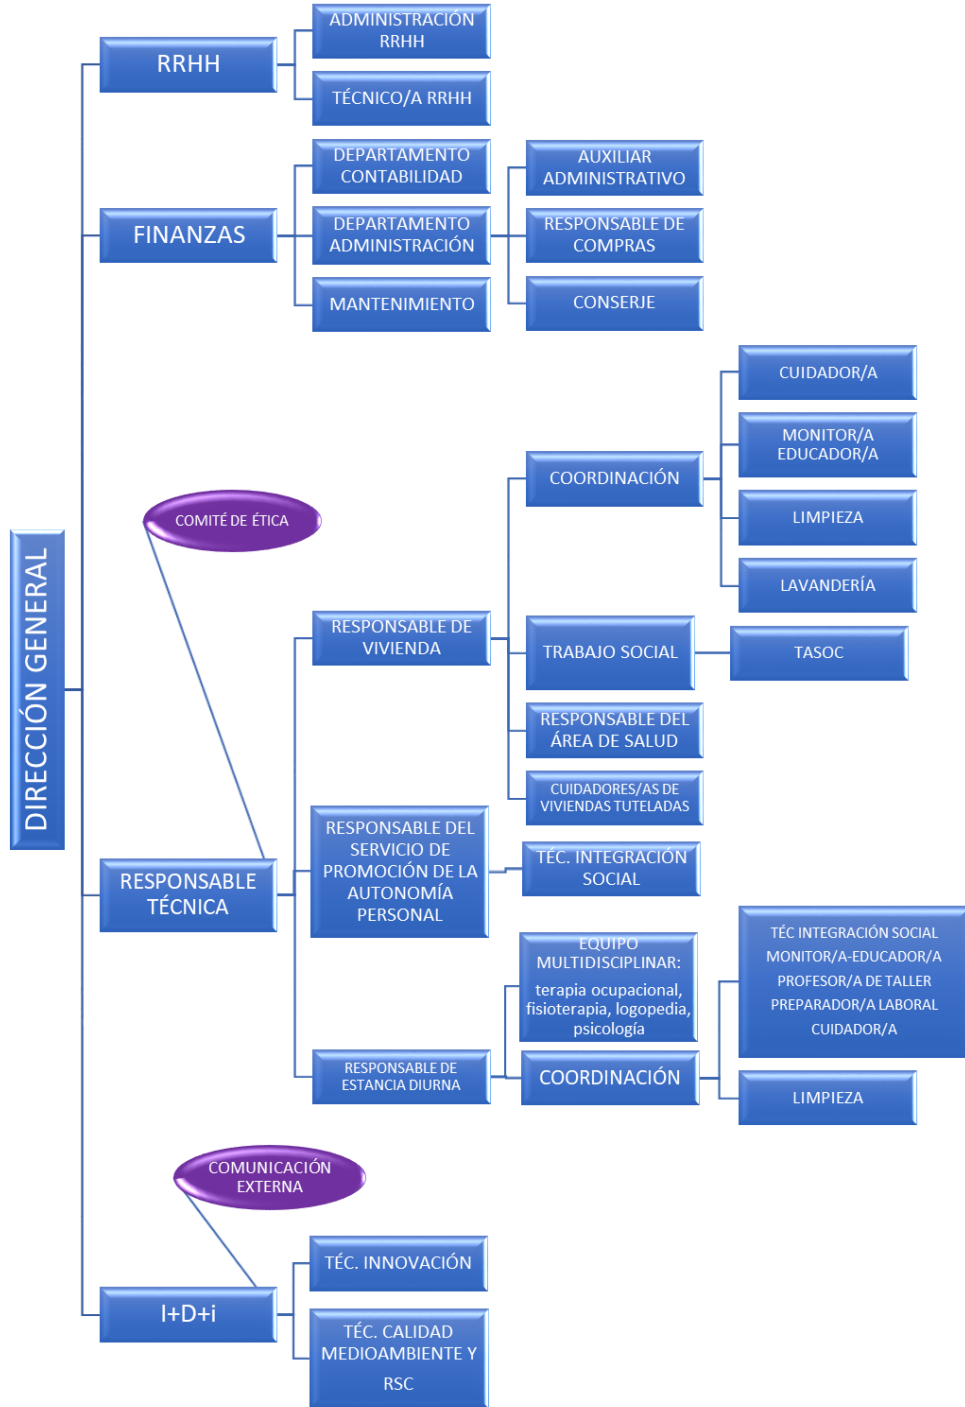 DIRECCIÓN GENERAL
RRHH
ADMINISTRACIÓN
RRHH
TÉCNICO/A RRHH
FINANZAS
DEPARTAMENTO
CONTABILIDAD
DEPARTAMENTO
ADMINISTRACIÓN
AUXILIAR
ADMINISTRATIVO
RESPONSABLE DE
COMPRAS
CONSERJE
MANTENIMIENTO
COMITÉ DE ÉTICA
RESPONSABLE
TÉCNICA
RESPONSABLE DE
VIVIENDA
COORDINACIÓN
CUIDADOR/A
MONITOR/A
EDUCADOR/A
LIMPIEZA
LAVANDERÍA
TRABAJO SOCIAL
TASOC
RESPONSABLE DEL
ÁREA DE SALUD
CUIDADORES/AS DE
VIVIENDAS TUTELADAS
RESPONSABLE DEL
SERVICIO DE
PROMOCIÓN DE LA
AUTONOMÍA
PERSONAL
TÉC. INTEGRACIÓN
SOCIAL
RESPONSABLE DE
ESTANCIA DIURNA
EQUIPO
MULTIDISCIPLINAR:
terapia ocupacional,
fisioterapia, logopedia,
psicología
COORDINACIÓN
TÉC INTEGRACIÓN SOCIAL
MONITOR/A-EDUCADOR/A
PROFESOR/A DE TALLER
PREPARADOR/A LABORAL
CUIDADOR/A
LIMPIEZA
COMUNICACIÓN
EXTERNA
I+D+i
TÉC. INNOVACIÓN
TÉC. CALIDAD
MEDIOAMBIENTE Y
RSC